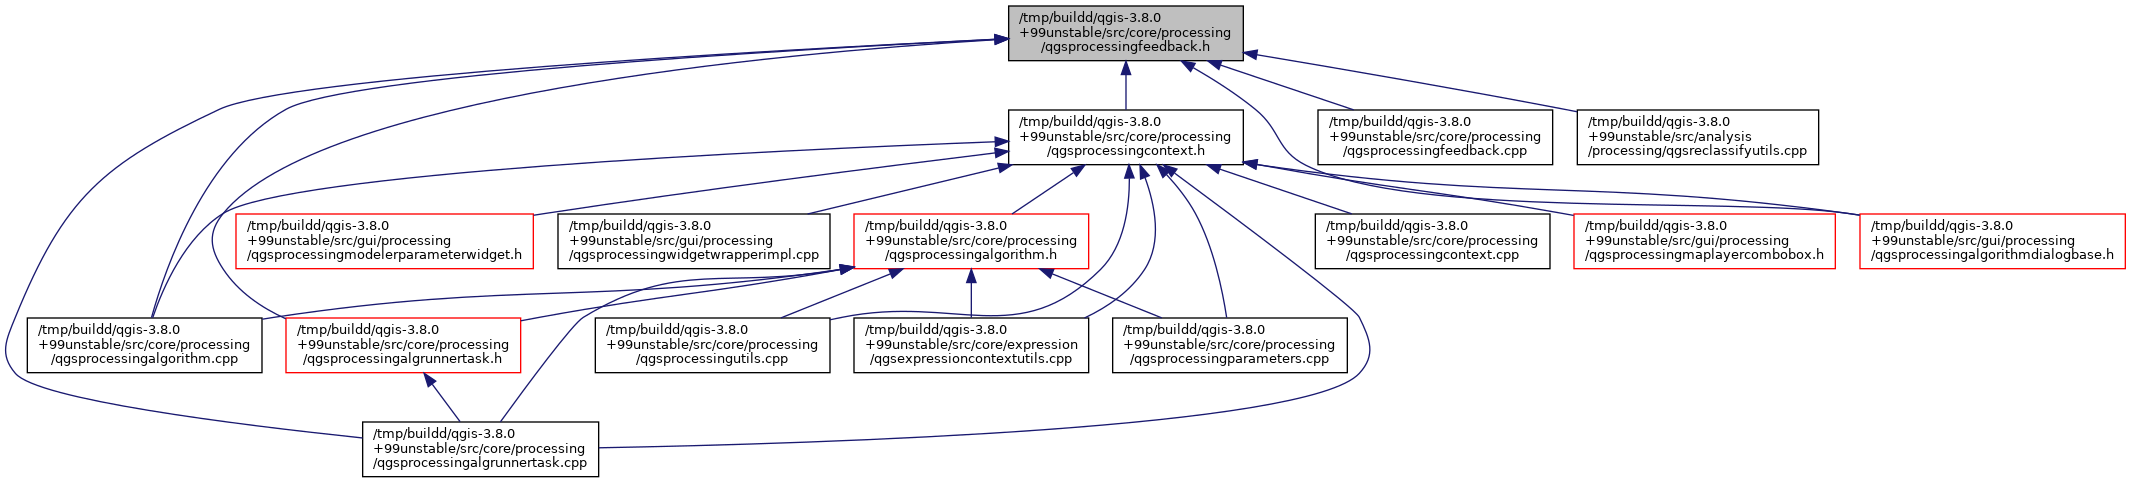 /tmp/buildd/qgis-3.8.0
+99unstable/src/core/processing
/qgsprocessingfeedback.h
/tmp/buildd/qgis-3.8.0
+99unstable/src/core/processing
/qgsprocessingcontext.h
/tmp/buildd/qgis-3.8.0
+99unstable/src/core/processing
/qgsprocessingfeedback.cpp
/tmp/buildd/qgis-3.8.0
+99unstable/src/analysis
/processing/qgsreclassifyutils.cpp
/tmp/buildd/qgis-3.8.0
+99unstable/src/gui/processing
/qgsprocessingmodelerparameterwidget.h
/tmp/buildd/qgis-3.8.0
+99unstable/src/gui/processing
/qgsprocessingwidgetwrapperimpl.cpp
/tmp/buildd/qgis-3.8.0
+99unstable/src/core/processing
/qgsprocessingalgorithm.h
/tmp/buildd/qgis-3.8.0
+99unstable/src/core/processing
/qgsprocessingcontext.cpp
/tmp/buildd/qgis-3.8.0
+99unstable/src/gui/processing
/qgsprocessingmaplayercombobox.h
/tmp/buildd/qgis-3.8.0
+99unstable/src/gui/processing
/qgsprocessingalgorithmdialogbase.h
/tmp/buildd/qgis-3.8.0
+99unstable/src/core/processing
/qgsprocessingalgorithm.cpp
/tmp/buildd/qgis-3.8.0
+99unstable/src/core/processing
/qgsprocessingalgrunnertask.h
/tmp/buildd/qgis-3.8.0
+99unstable/src/core/processing
/qgsprocessingutils.cpp
/tmp/buildd/qgis-3.8.0
+99unstable/src/core/expression
/qgsexpressioncontextutils.cpp
/tmp/buildd/qgis-3.8.0
+99unstable/src/core/processing
/qgsprocessingparameters.cpp
/tmp/buildd/qgis-3.8.0
+99unstable/src/core/processing
/qgsprocessingalgrunnertask.cpp